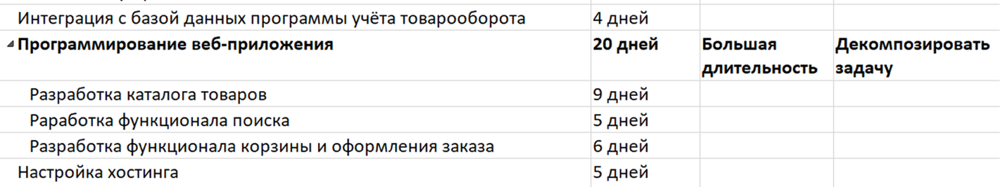 Интеграция с базой данных программы учёта товарооборота 4 дней
Программирование веб-приложения 20 дней Большая длительность Декомпозировать задачу
Разработка каталога товаров 9 дней
Раработка функционала поиска 5 дней
Разработка функционала корзины и оформления заказа 6 дней
Настройка хостинга 5 дней